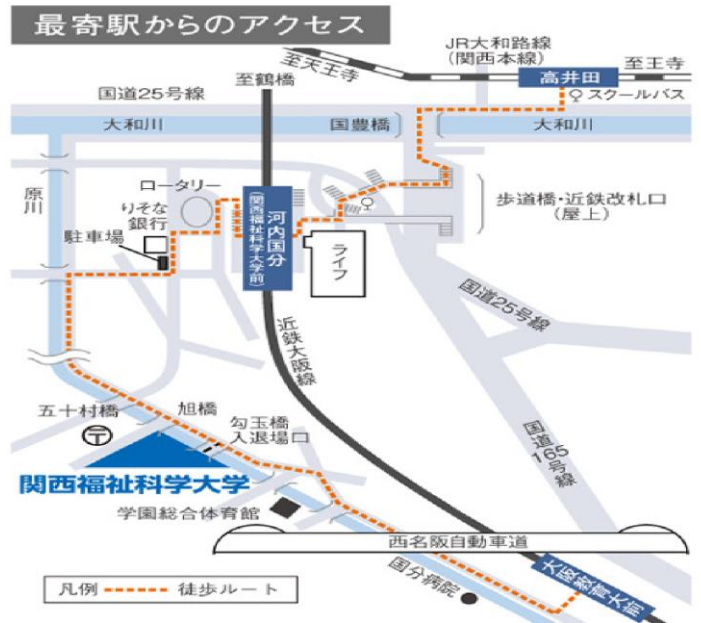 最寄駅からのアクセス
JR大和路線
(関西本線)
至天王寺
至王寺
高井田
スクールバス
至鶴橋
国道25号線
大和川
国豊橋
大和川
原川
ロータリー
りそな
銀行
駐車場
河内国分
(関西福祉科学大学前)
ライフ
歩道橋・近鉄改札口
(屋上)
国道25号線
近鉄大阪線
五十村橋
旭橋
勾玉橋
入退場口
国道165号線
関西福祉科学大学
学園総合体育館
西名阪自動車道
国分病院
大阪教育大前
凡例
徒歩ルート